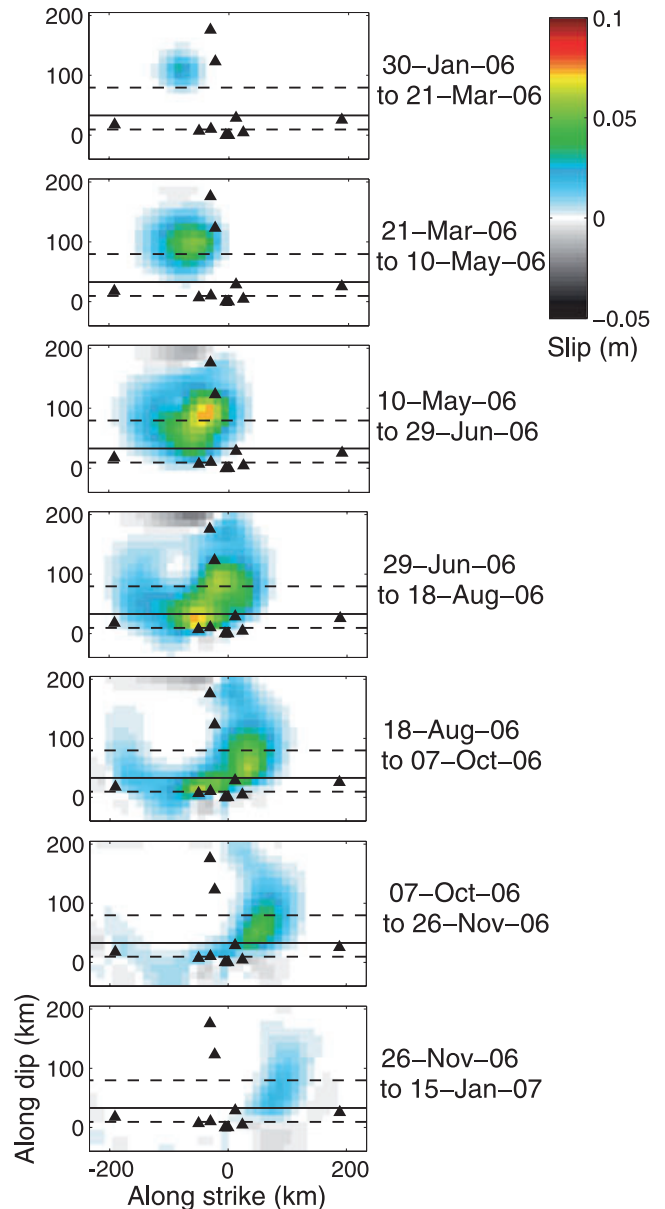 200
100
0
30–Jan–06
to 21–Mar–06
0.1
0.05
0
–0.05
Slip (m)
200
100
0
21–Mar–06
to 10–May–06
200
100
0
10–May–06
to 29–Jun–06
200
100
0
29–Jun–06
to 18–Aug–06
200
100
0
18–Aug–06
to 07–Oct–06
200
100
0
07–Oct–06
to 26–Nov–06
200
100
0
26–Nov–06
to 15–Jan–07
Along dip (km)
-200
0
200
Along strike (km)